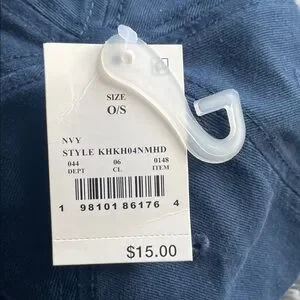 SIZE
O/S
NVY
STYLE KHKH04NMHD
044 06 0148
DEPT CL ITEM
1 98101 86176 4
$15.00